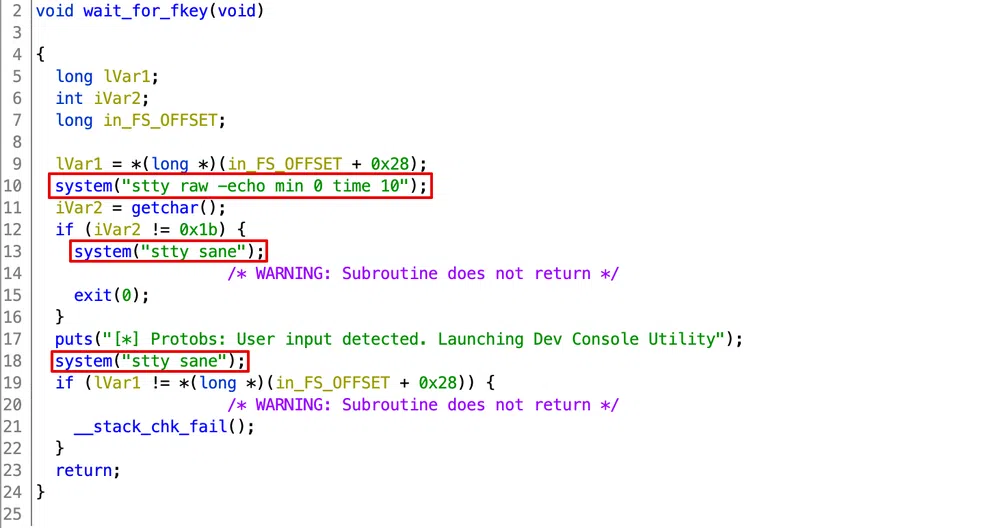 2 void wait_for_fkey(void)
3
4 {
5 long lVar1;
6 int iVar2;
7 long in_FS_OFFSET;
8
9 lVar1 = *(long *)(in_FS_OFFSET + 0x28);
10 system("stty raw -echo min 0 time 10");
11 iVar2 = getchar();
12 if (iVar2 != 0x1b) {
13 system("stty sane");
14 /* WARNING: Subroutine does not return */
15 exit(0);
16 }
17 puts("[*] Protobs: User input detected. Launching Dev Console Utility");
18 system("stty sane");
19 if (lVar1 != *(long *)(in_FS_OFFSET + 0x28)) {
20 /* WARNING: Subroutine does not return */
21 __stack_chk_fail();
22 }
23 return;
24 }
25